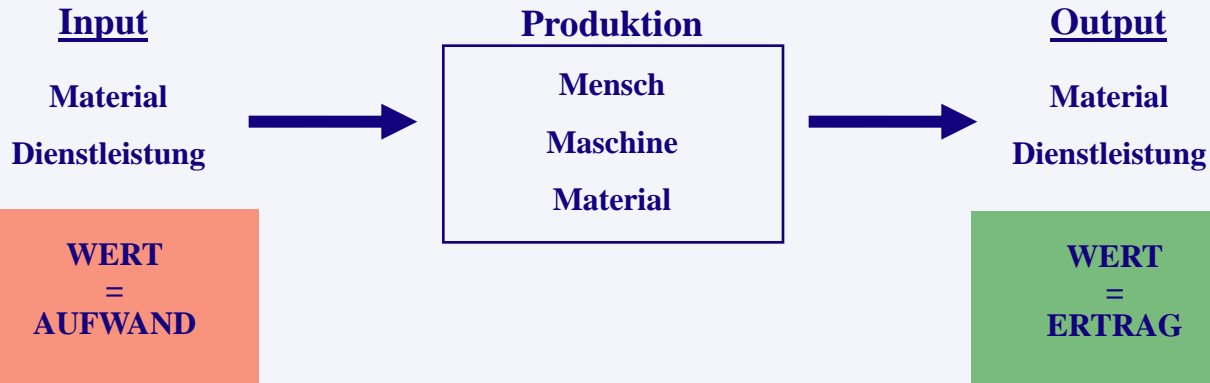 Input
Material
Dienstleistung
WERT
=
AUFWAND
Produktion
Mensch
Maschine
Material
Output
Material
Dienstleistung
WERT
=
ERTRAG